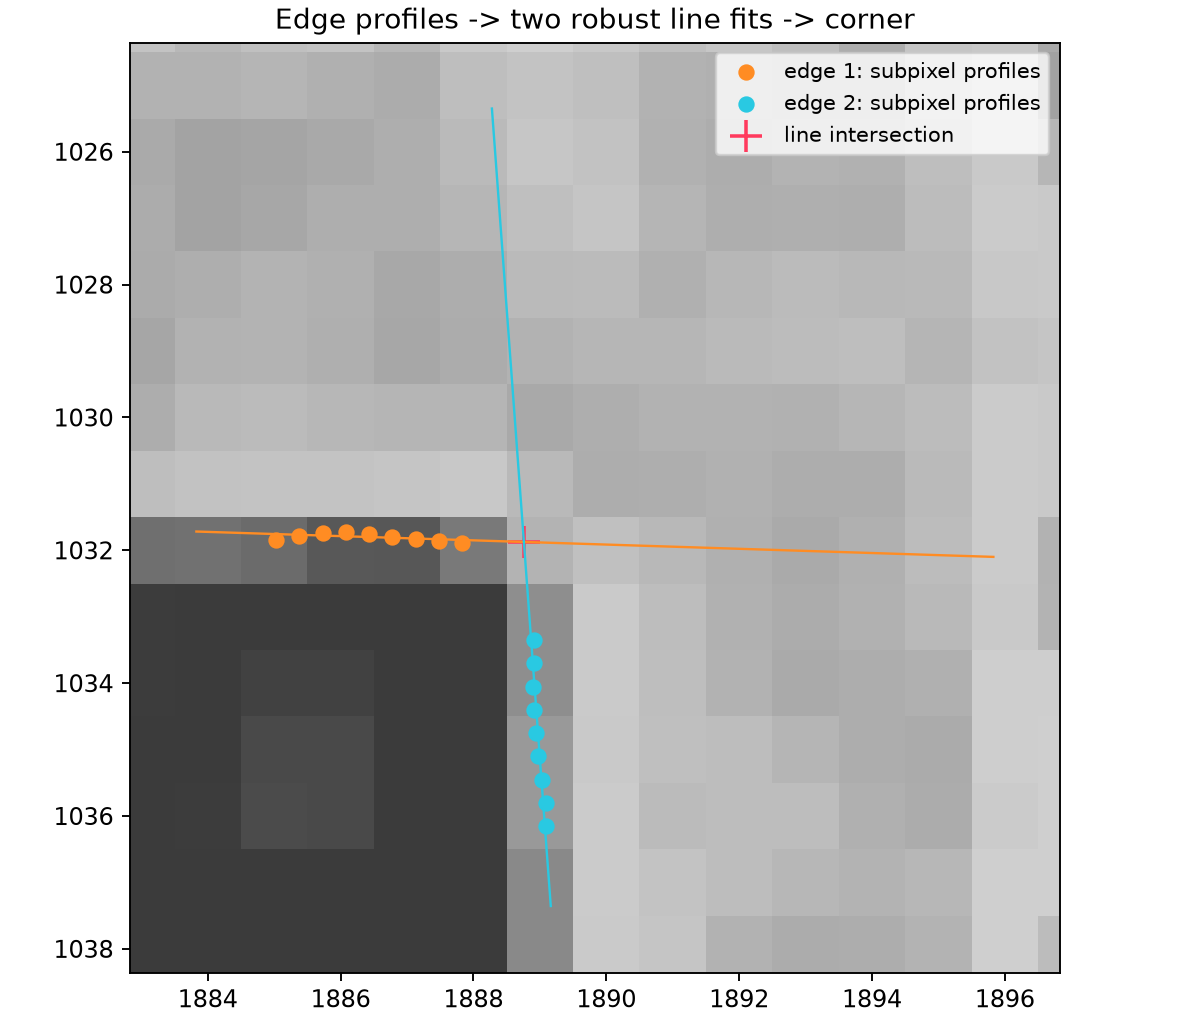 Edge profiles -> two robust line fits -> corner
edge 1: subpixel profiles
edge 2: subpixel profiles
line intersection
1026
1028
1030
1032
1034
1036
1038
1884 1886 1888 1890 1892 1894 1896